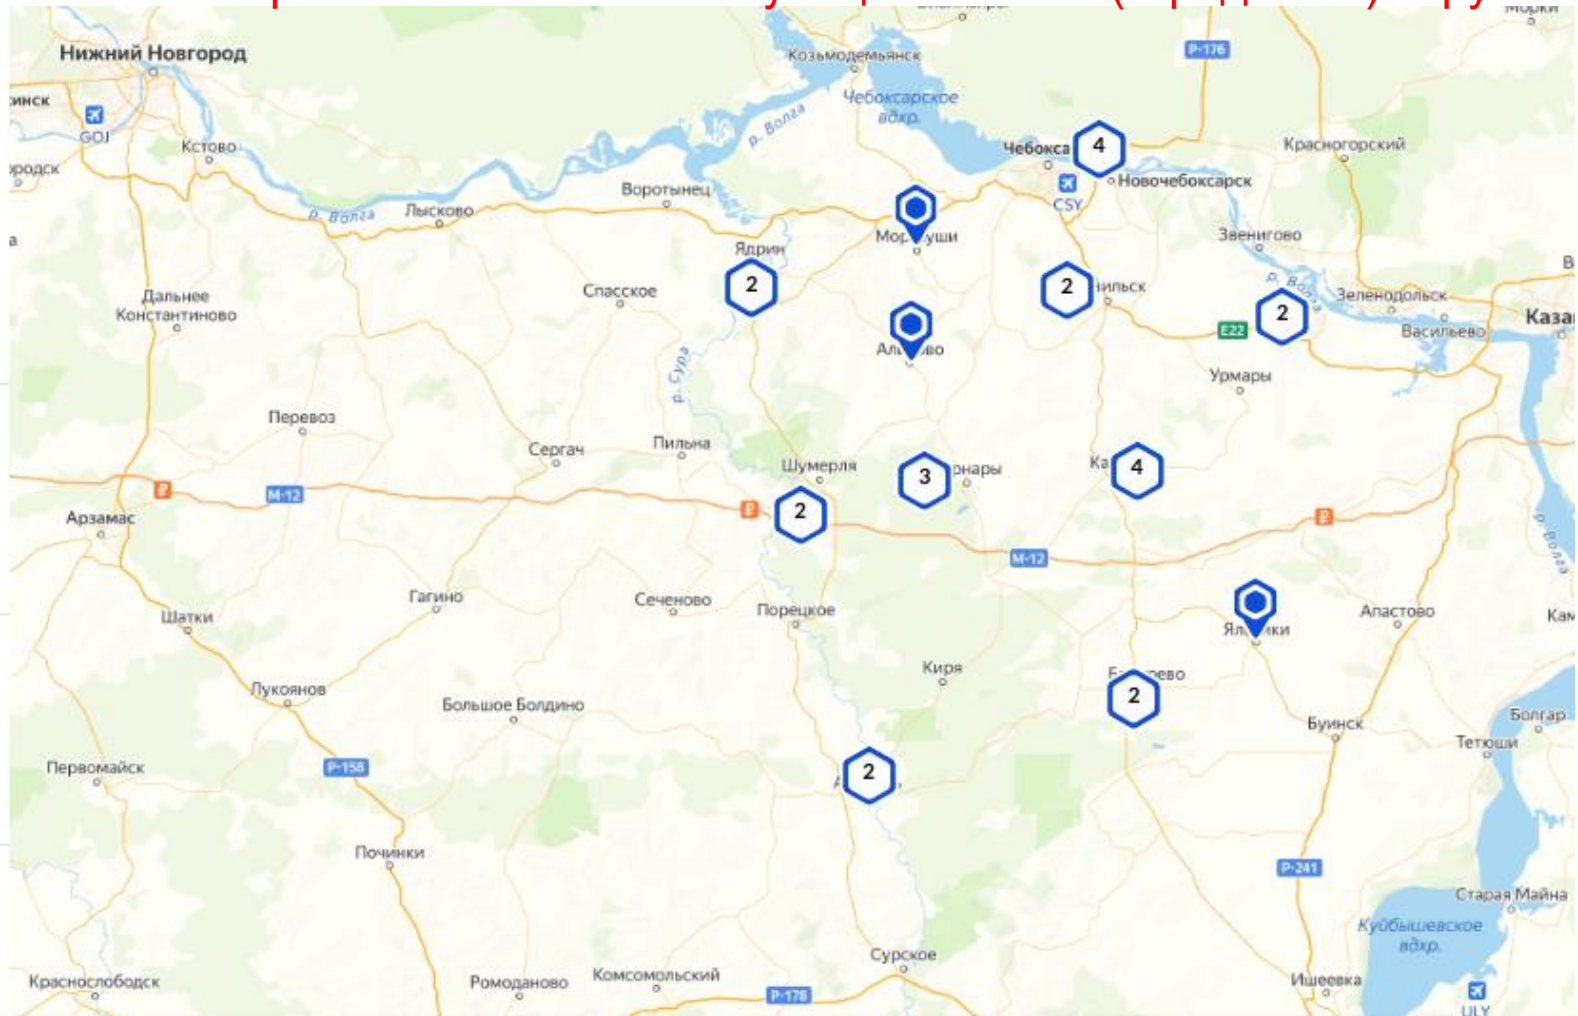 Нижний Новгород
Козьмодемьянск
Р-176
Чебоксарское
вдхр.
GOJ
Кстово
р. Волга
Чебокса
4
Красногорский
Новочебоксарск
CSY
Воротынец
Лысково
р. Волга
Звенигово
Ядрин
2
2
р. Волга
2
Спасское
Дальнее
Константиново
Зеленодольск
Васильево
E22
р. Сура
Урмары
Перевоз
Сергач
Пильна
Шумерля
3
4
2
М-12
М-12
Арзамас
р. Волга
Гагино
Сеченово
Порецкое
Шатки
Апастово
Киря
2
Лукоянов
Большое Болдино
Буинск
Болгар
Тетюши
Первомайск
Р-158
2
Починки
Р-241
Старая Майна
Куйбышевское
вдхр.
Сурское
Краснослободск
Ромоданово
Комсомольский
Р-178
Ишеевка
ULY